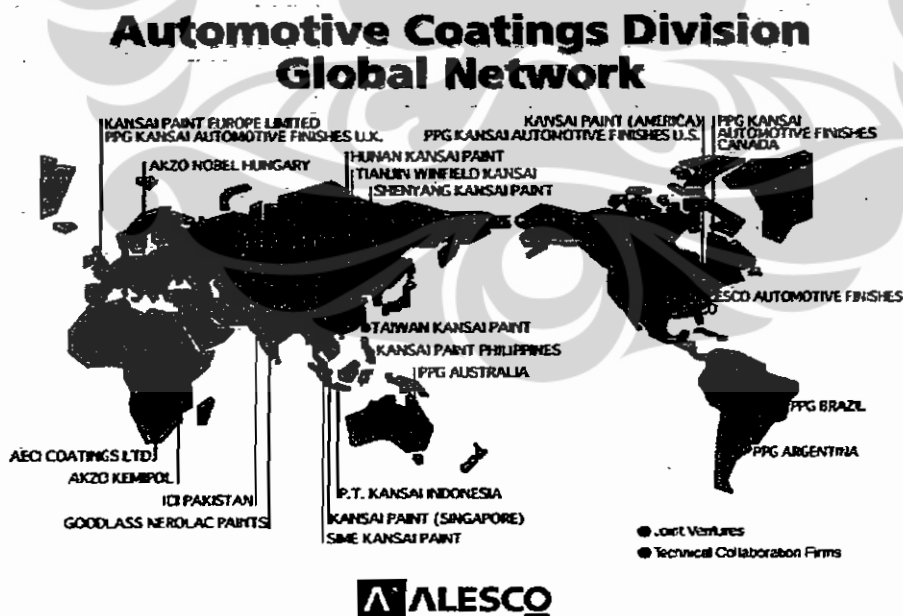 Automotive Coatings Division
Global Network
KANSAI PAINT EUROPE LIMITED
PPG KANSAI AUTOMOTIVE FINISHES U.K.
KANSAI PAINT (AMERICA)
PPG KANSAI AUTOMOTIVE FINISHES U.S.
PPG KANSAI
AUTOMOTIVE FINISHES
CANADA
AKZO NOBEL HUNGARY
HUNAN KANSAI PAINT
TIANJIN WINFIELD KANSAI
SHENYANG KANSAI PAINT
ESCO AUTOMOTIVE FINISHES
TAIWAN KANSAI PAINT
KANSAI PAINT PHILIPPINES
PPG AUSTRALIA
PPG BRAZIL
PPG ARGENTINA
AECI COATINGS LTD.
AKZO KEMIPOL
ICI PAKISTAN
GOODLASS NEROLAC PAINTS
P.T. KANSAI INDONESIA
KANSAI PAINT (SINGAPORE)
SIME KANSAI PAINT
Joint Ventures
Technical Collaboration Firms
ALESCO